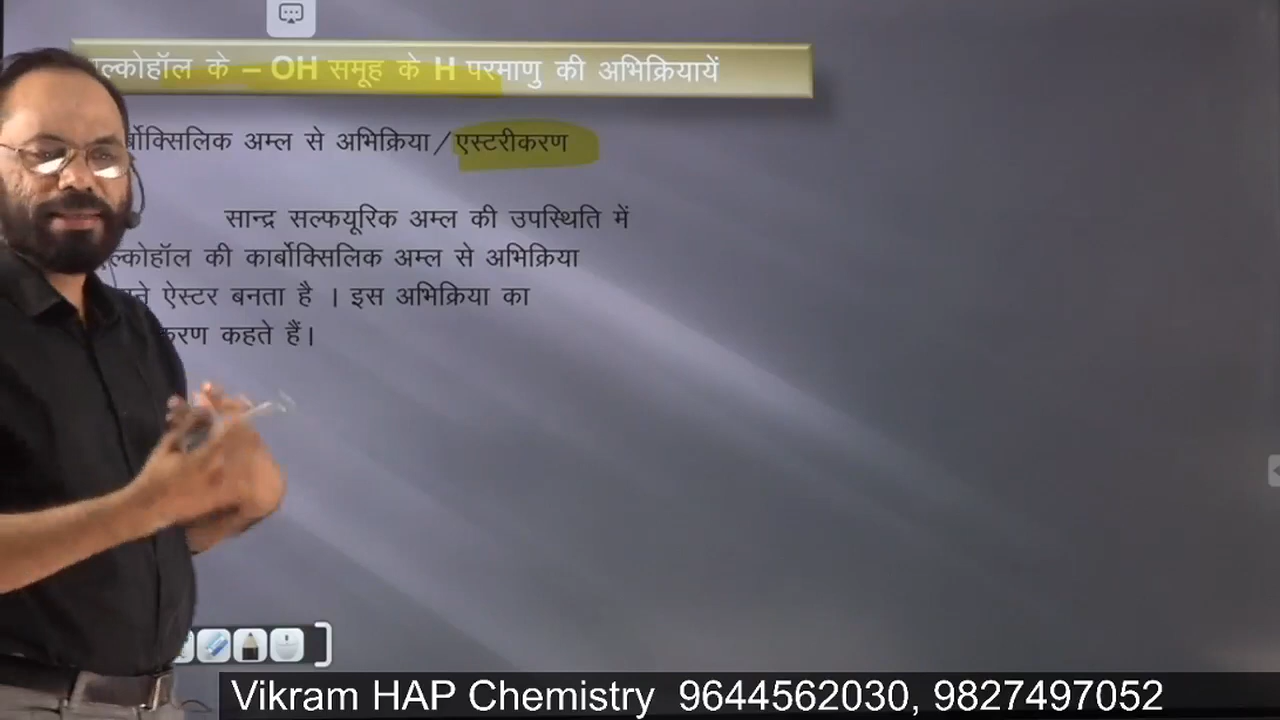 के – OH समूह के H परमाणु की अभिक्रियायें
अम्ल से अभिक्रिया/एस्टरीकरण
सान्द्र सल्फयूरिक अम्ल की उपस्थिति में
की कार्बोक्सिलिक अम्ल से अभिक्रिया
ऐस्टर बनता है । इस अभिक्रिया का
कहते हैं।
Vikram HAP Chemistry 9644562030, 9827497052